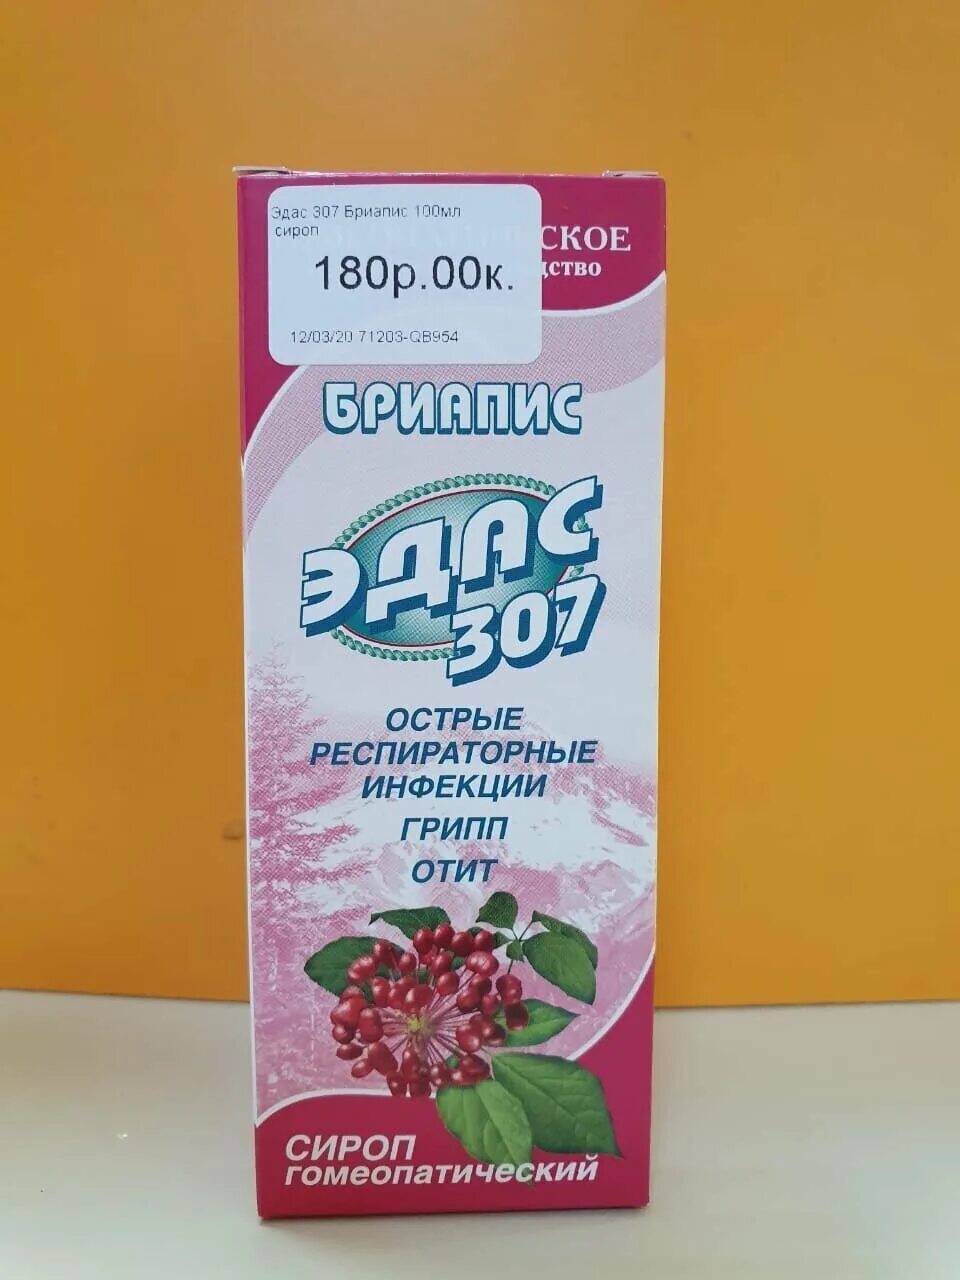 Эдас 307 Бриапис 100мл
сироп
180р.00к.
12/03/20 71203-QB954
БРИАПИС
ЭДАС
307
ОСТРЫЕ
РЕСПИРАТОРНЫЕ
ИНФЕКЦИИ
ГРИПП
ОТИТ
СИРОП
гомеопатический